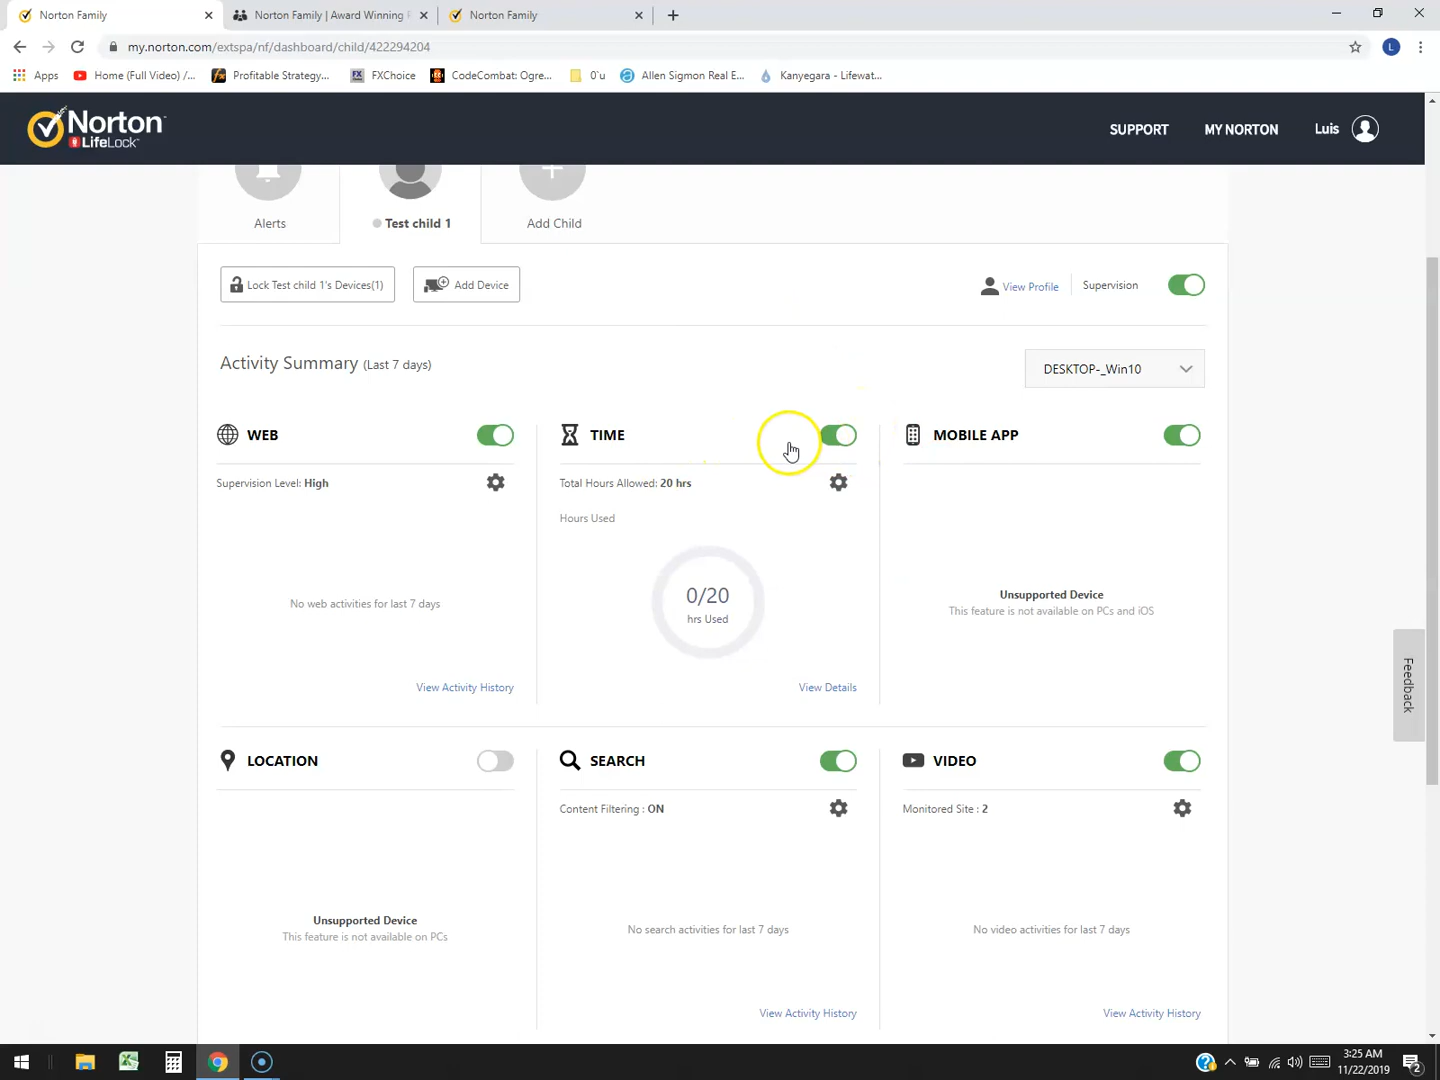 Norton Family
Norton Family | Award Winning P
Norton Family
my.norton.com/extspa/nf/dashboard/child/422294204
L
Apps
Home (Full Video) /...
Profitable Strategy...
FXChoice
CodeCombat: Ogre...
0`u
Allen Sigmon Real E...
Kanyegara - Lifewat...
Norton
LifeLock
SUPPORT
MY NORTON
Luis
Alerts
Test child 1
Add Child
Lock Test child 1's Devices(1)
Add Device
View Profile
Supervision
Activity Summary (Last 7 days)
DESKTOP-_Win10
WEB
TIME
MOBILE APP
Supervision Level: High
Total Hours Allowed: 20 hrs
Hours Used
0/20
hrs Used
No web activities for last 7 days
Unsupported Device
This feature is not available on PCs and iOS
View Activity History
View Details
Feedback
LOCATION
SEARCH
VIDEO
Content Filtering : ON
Monitored Site : 2
Unsupported Device
This feature is not available on PCs
No search activities for last 7 days
No video activities for last 7 days
View Activity History
View Activity History
3:25 AM
11/22/2019
2